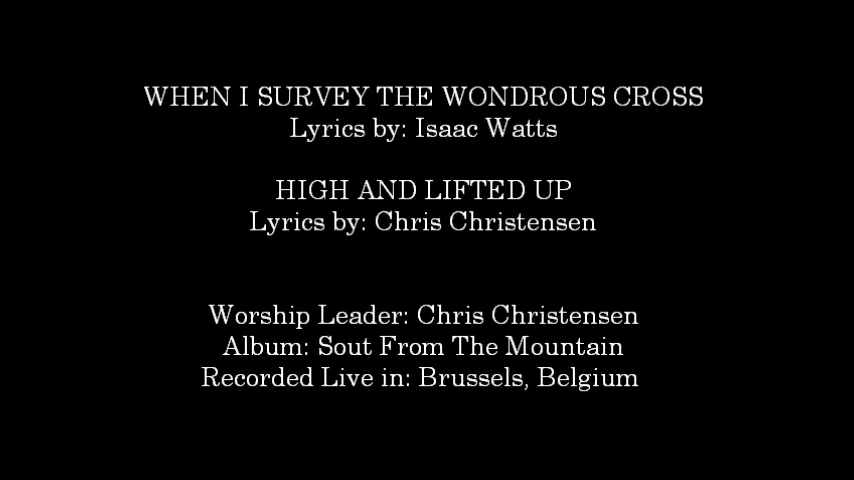 WHEN I SURVEY THE WONDROUS CROSS
Lyrics by: Isaac Watts
HIGH AND LIFTED UP
Lyrics by: Chris Christensen
Worship Leader: Chris Christensen
Album: Sout From The Mountain
Recorded Live in: Brussels, Belgium